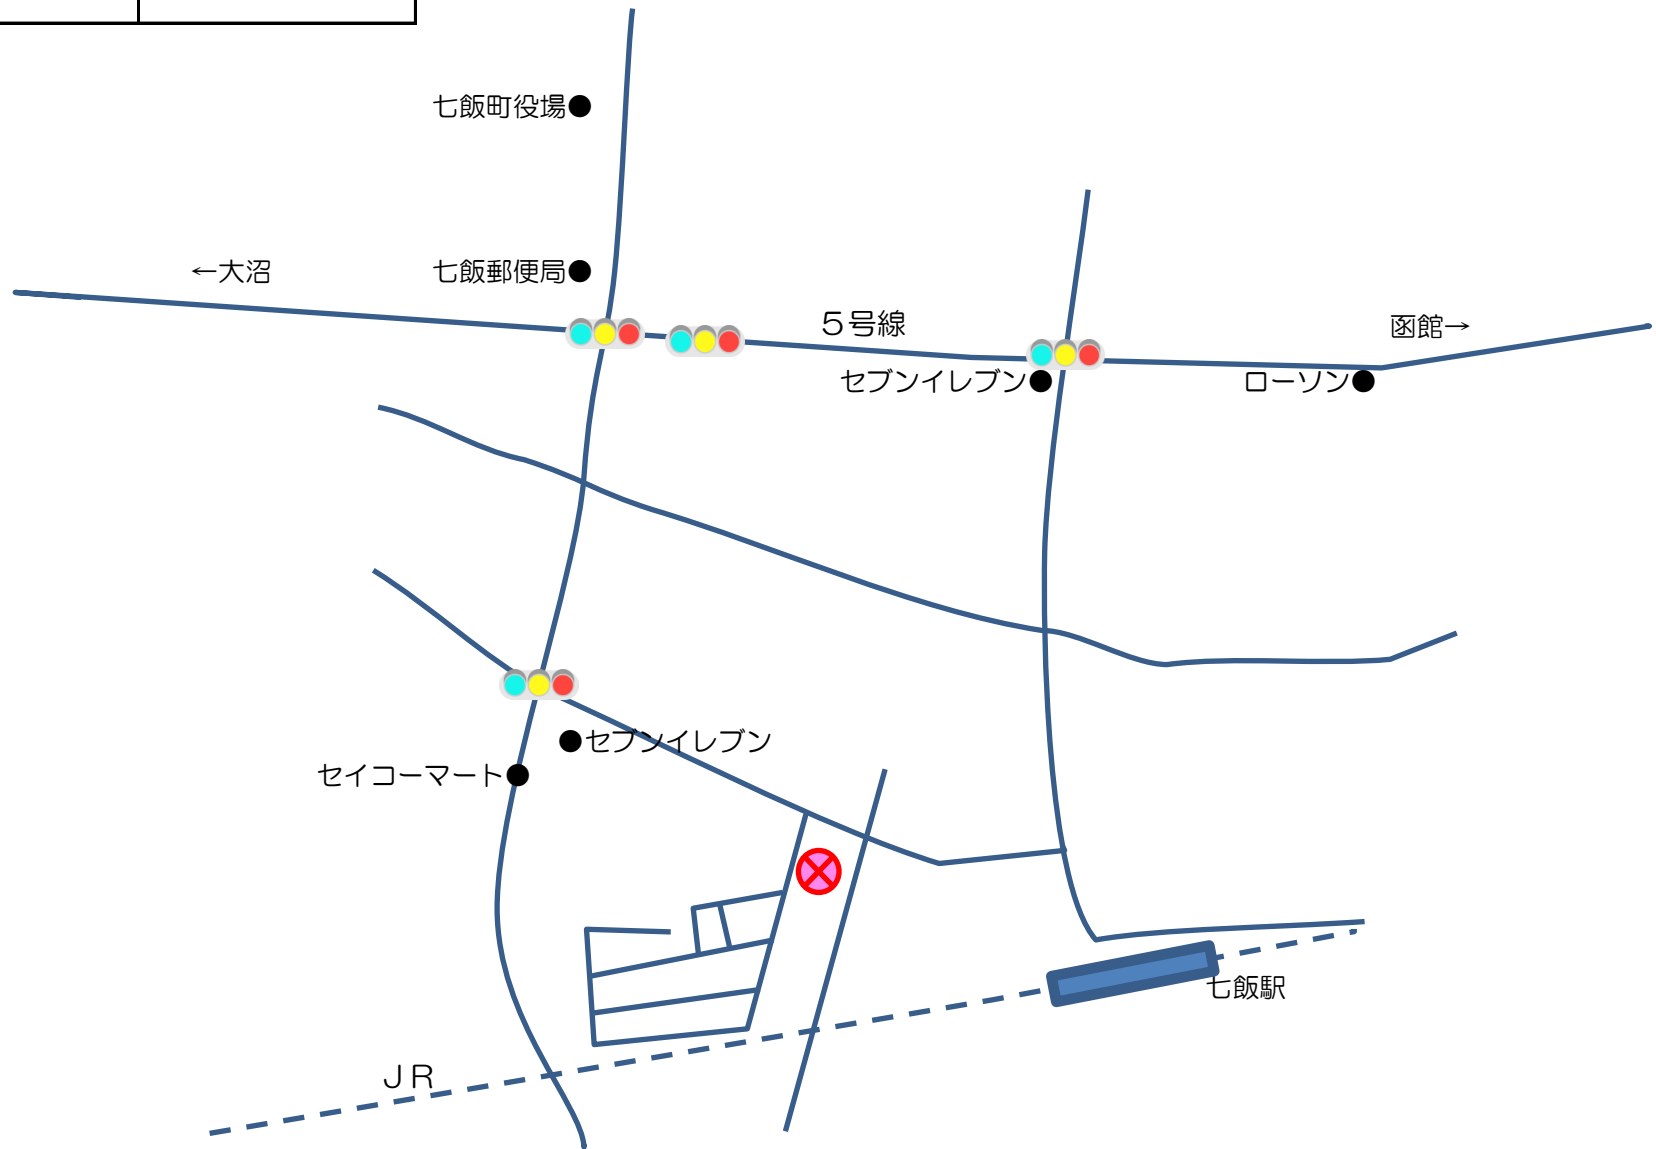 七飯町役場
←大沼
七飯郵便局
５号線
函館→
セブンイレブン
ローソン
セブンイレブン
セイコーマート
七飯駅
ＪＲ